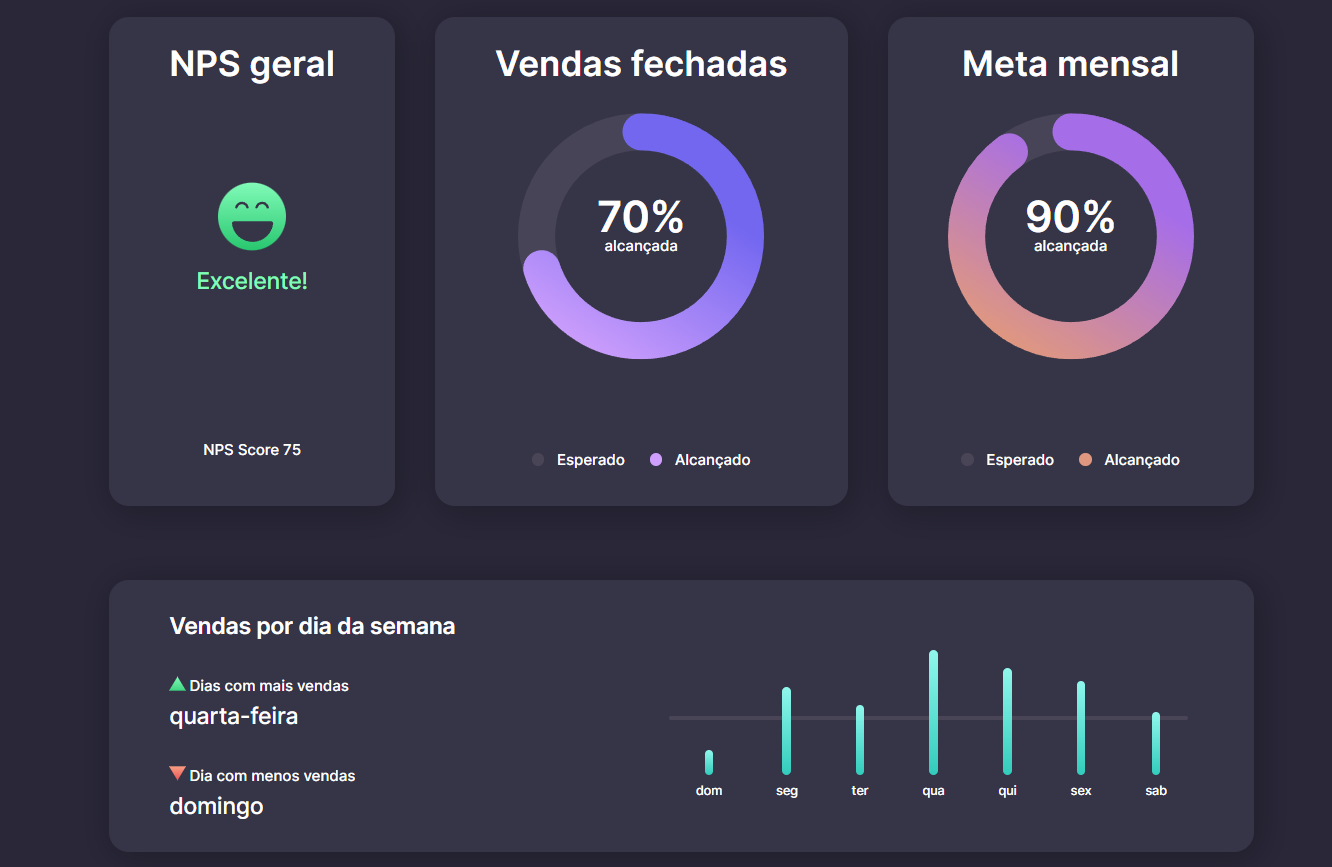 NPS geral
Excelente!
NPS Score 75
Vendas fechadas
70%
alcançada
Esperado
Alcançado
Meta mensal
90%
alcançada
Esperado
Alcançado
Vendas por dia da semana
Dias com mais vendas
quarta-feira
Dia com menos vendas
domingo
dom seg ter qua qui sex sab